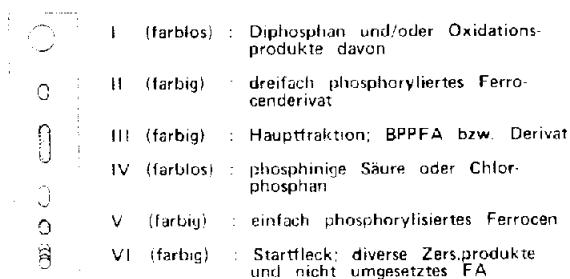 I (farblos) : Diphosphan und/oder Oxidations-
produkte davon
II (farbig) : dreifach phosphoryliertes Ferro-
cenderivat
III (farbig) : Hauptfraktion; BPPFA bzw. Derivat
IV (farblos) : phosphinige Säure oder Chlor-
phosphan
V (farbig) : einfach phosphorylisiertes Ferrocen
VI (farbig) : Startfleck; diverse Zers.produkte
und nicht umgesetztes FA